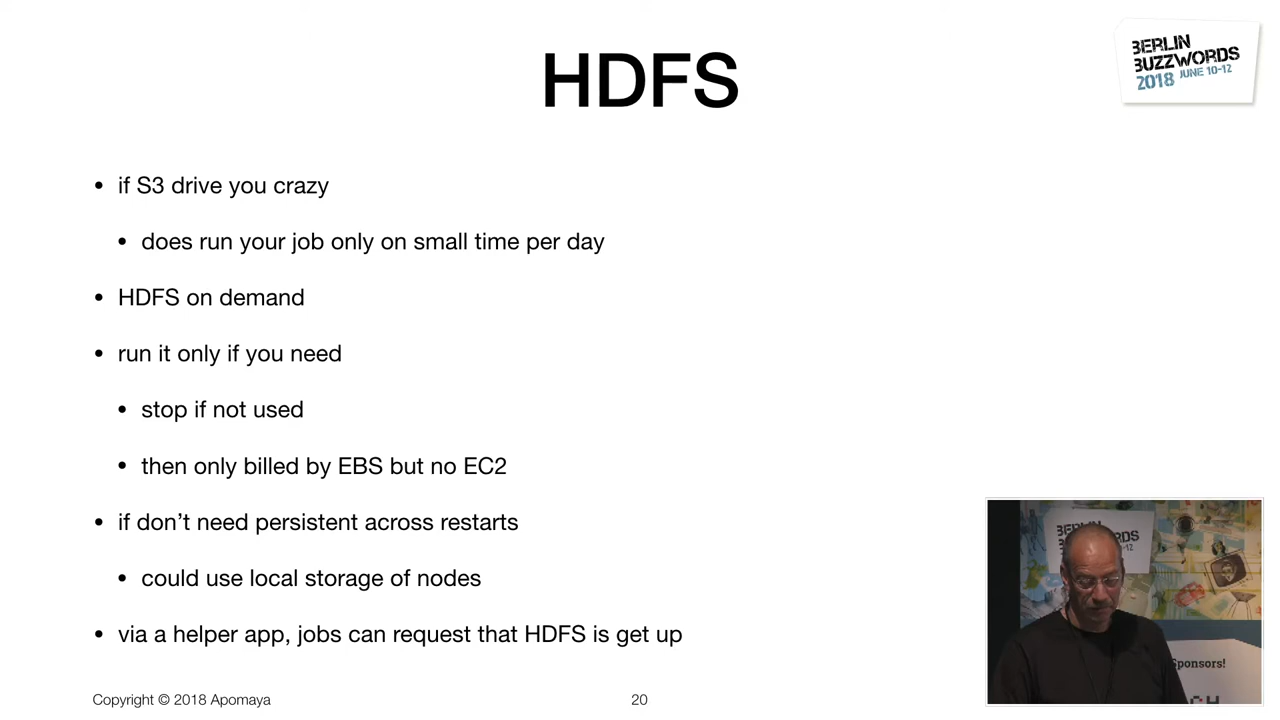 HDFS
BERLIN
BUZZWORDS
2018 JUNE 10-12
• if S3 drive you crazy
• does run your job only on small time per day
• HDFS on demand
• run it only if you need
• stop if not used
• then only billed by EBS but no EC2
• if don’t need persistent across restarts
• could use local storage of nodes
• via a helper app, jobs can request that HDFS is get up
Copyright © 2018 Apomaya
20
BERLIN
Sponsors!